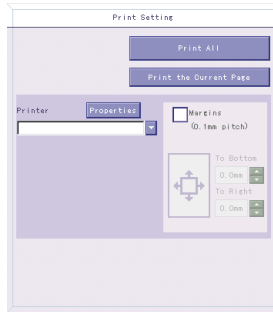 Print Setting
Print All
Print the Current Page
Printer
Properties
Margins
(0.1mm pitch)
To Bottom
0.0mm
To Right
0.0mm